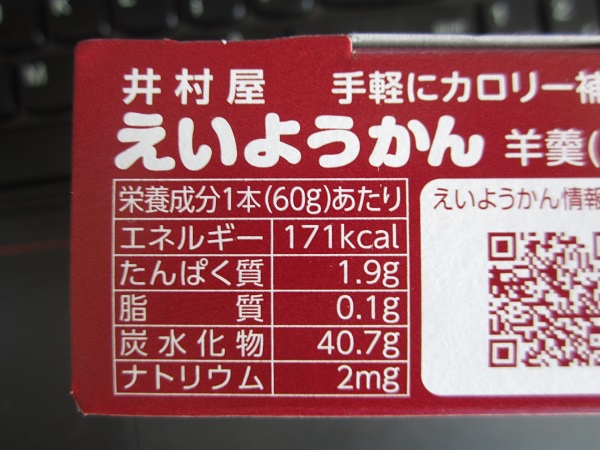 井村屋 手軽にカロリー補
えいようかん 羊羹(
栄養成分1本(60g)あたり
エネルギー 171kcal
たんぱく質 1.9g
脂質 0.1g
炭水化物 40.7g
ナトリウム 2mg
えいようかん情報
M